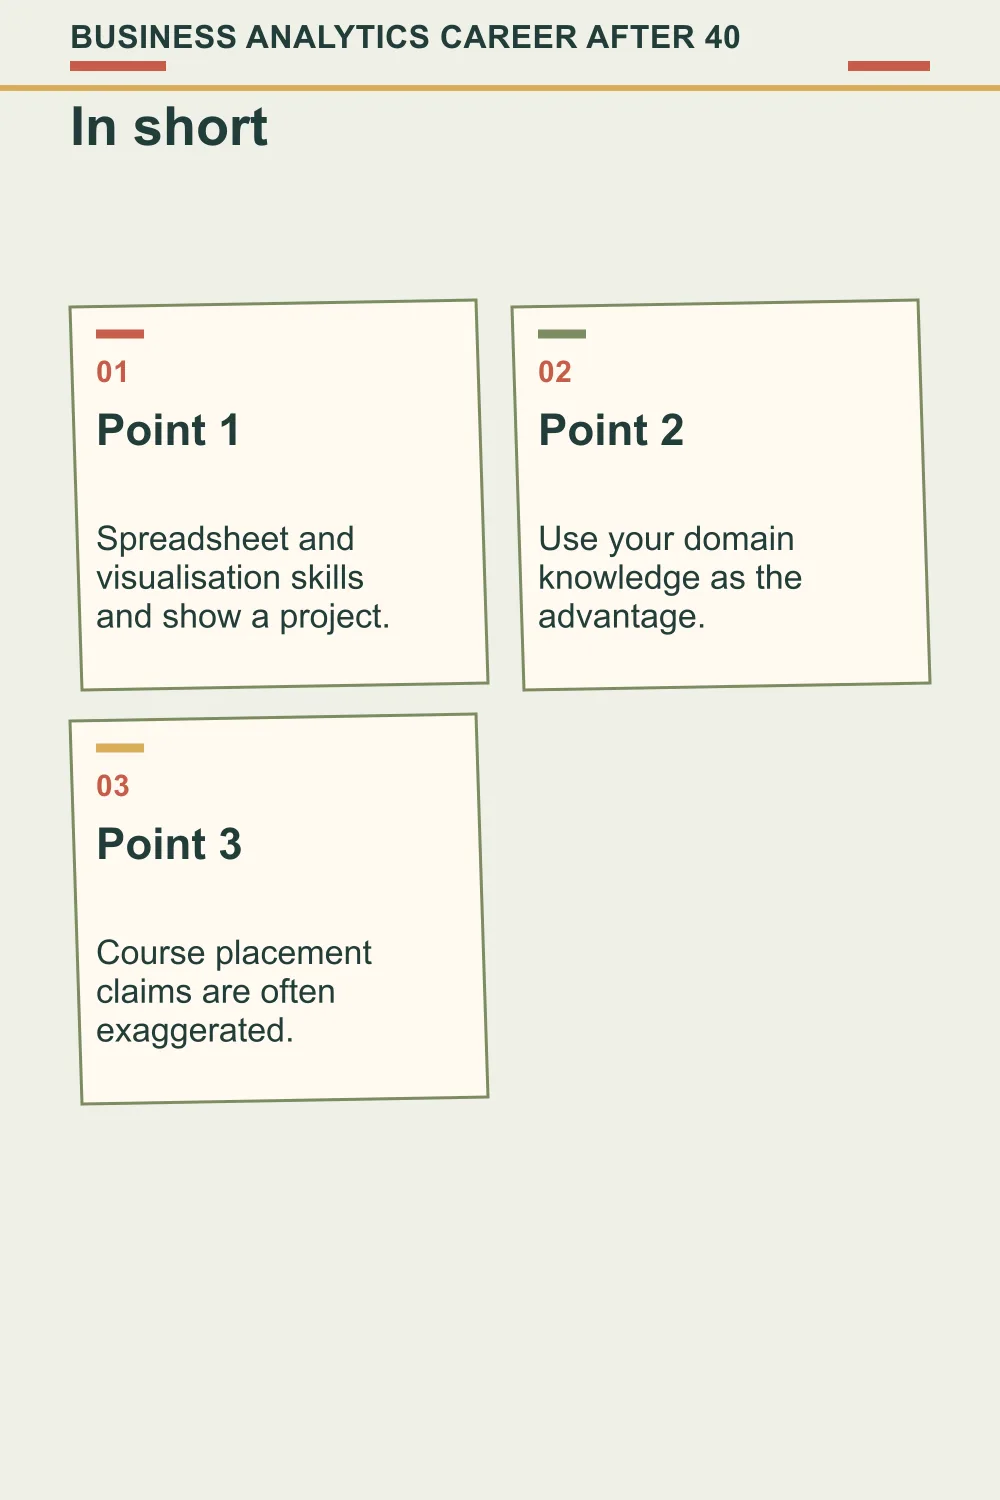 BUSINESS ANALYTICS CAREER AFTER 40
In short
01
Point 1
Spreadsheet and
visualisation skills
and show a project.
02
Point 2
Use your domain
knowledge as the
advantage.
03
Point 3
Course placement
claims are often
exaggerated.